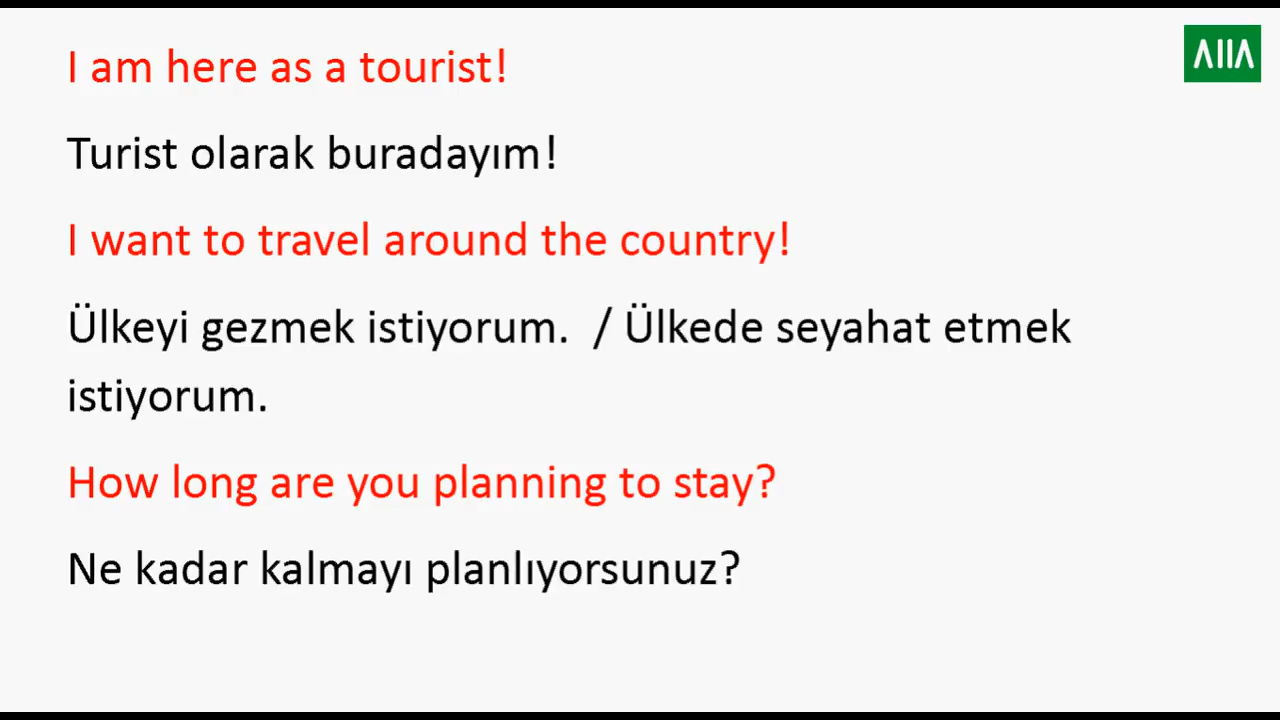 I am here as a tourist!
Turist olarak buradayım!
I want to travel around the country!
Ülkeyi gezmek istiyorum. / Ülkede seyahat etmek
istiyorum.
How long are you planning to stay?
Ne kadar kalmayı planlıyorsunuz?